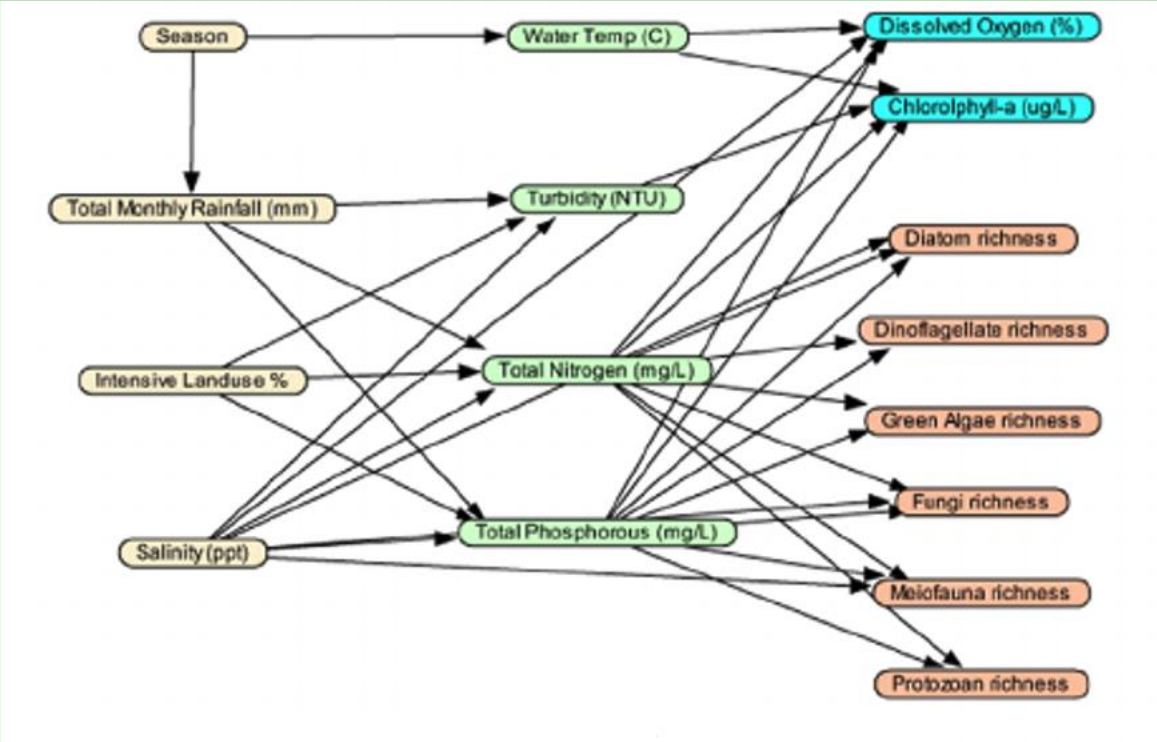 Season
Water Temp (C)
Dissolved Oxygen (%)
Chlorolphyll-a (ug/L)
Total Monthly Rainfall (mm)
Turbidity (NTU)
Diatom richness
Dinoflagellate richness
Intensive Landuse %
Total Nitrogen (mg/L)
Green Algae richness
Fungi richness
Salinity (ppt)
Total Phosphorous (mg/L)
Meiofauna richness
Protozoan richness